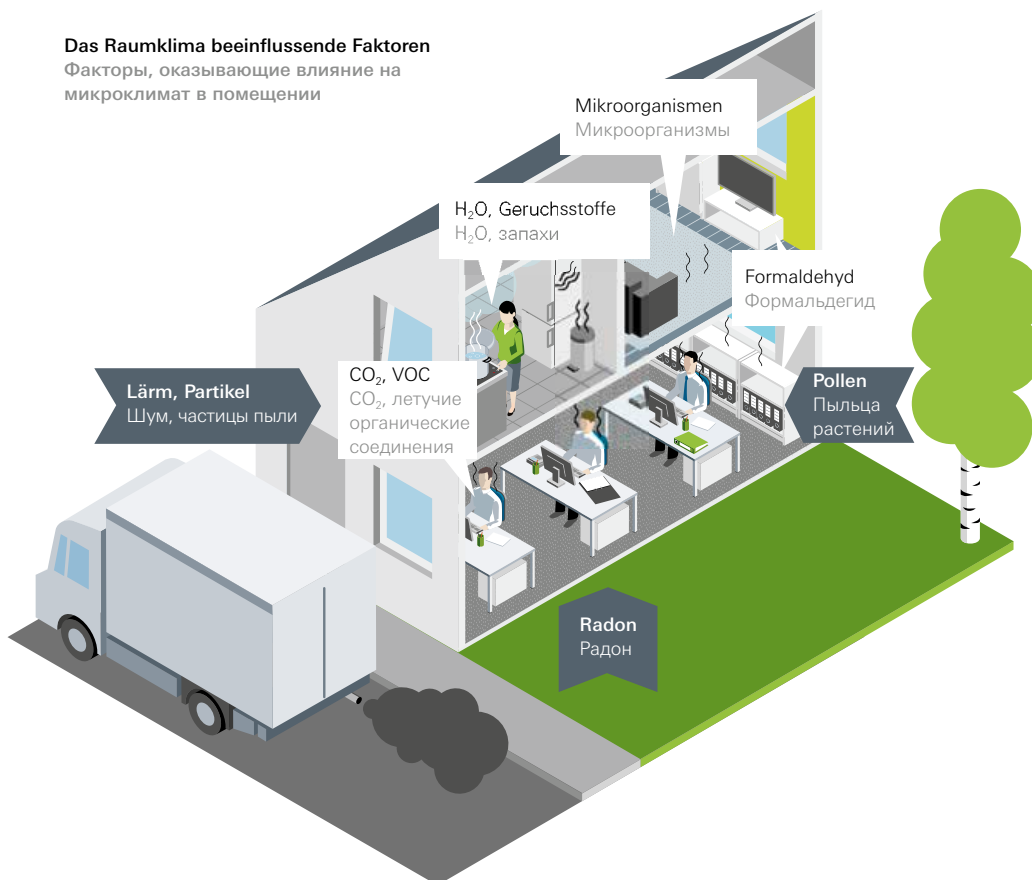 Das Raumklima beeinflussende Faktoren
Факторы, оказывающие влияние на
микроклимат в помещении
Mikroorganismen
Микроорганизмы
H₂O, Geruchsstoffe
H₂O, запахи
Formaldehyd
Формальдегид
CO₂, VOC
CO₂, летучие
органические
соединения
Lärm, Partikel
Шум, частицы пыли
Pollen
Пыльца
растений
Radon
Радон